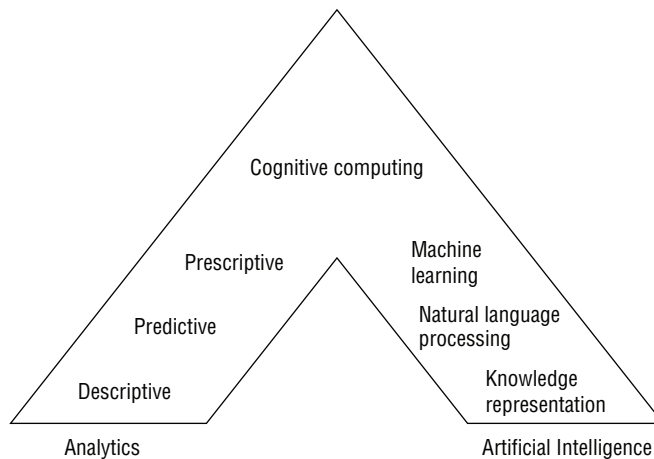 Cognitive computing
Prescriptive
Machine
learning
Predictive
Natural language
processing
Descriptive
Knowledge
representation
Analytics
Artificial Intelligence